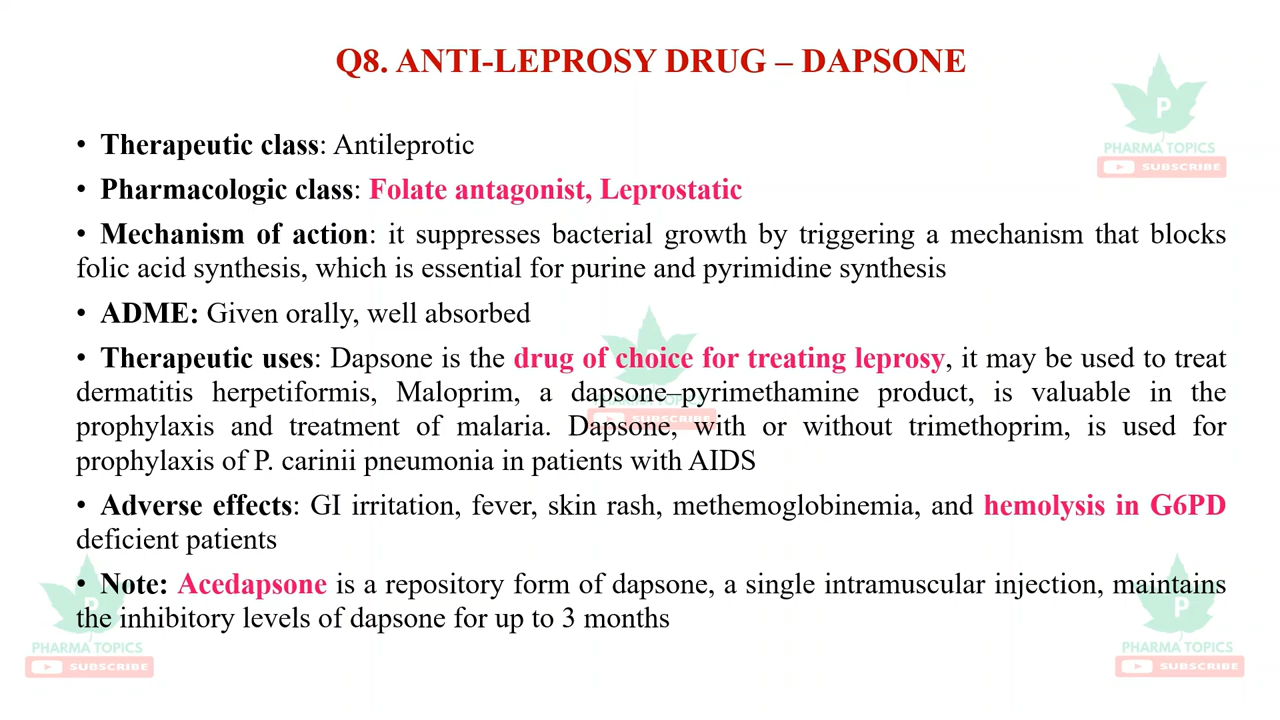 Q8. ANTI-LEPROSY DRUG – DAPSONE
P
PHARMA TOPICS
SUBSCRIBE
• Therapeutic class: Antileprotic
• Pharmacologic class: Folate antagonist, Leprostatic
• Mechanism of action: it suppresses bacterial growth by triggering a mechanism that blocks
folic acid synthesis, which is essential for purine and pyrimidine synthesis
• ADME: Given orally, well absorbed
• Therapeutic uses: Dapsone is the drug of choice for treating leprosy, it may be used to treat
dermatitis herpetiformis, Maloprim, a dapsone–pyrimethamine product, is valuable in the
prophylaxis and treatment of malaria. Dapsone, with or without trimethoprim, is used for
prophylaxis of P. carinii pneumonia in patients with AIDS
• Adverse effects: GI irritation, fever, skin rash, methemoglobinemia, and hemolysis in G6PD
deficient patients
• Note: Acedapsone is a repository form of dapsone, a single intramuscular injection, maintains
the inhibitory levels of dapsone for up to 3 months
P
PHARMA TOPICS
SUBSCRIBE
P
PHARMA TOPICS
SUBSCRIBE